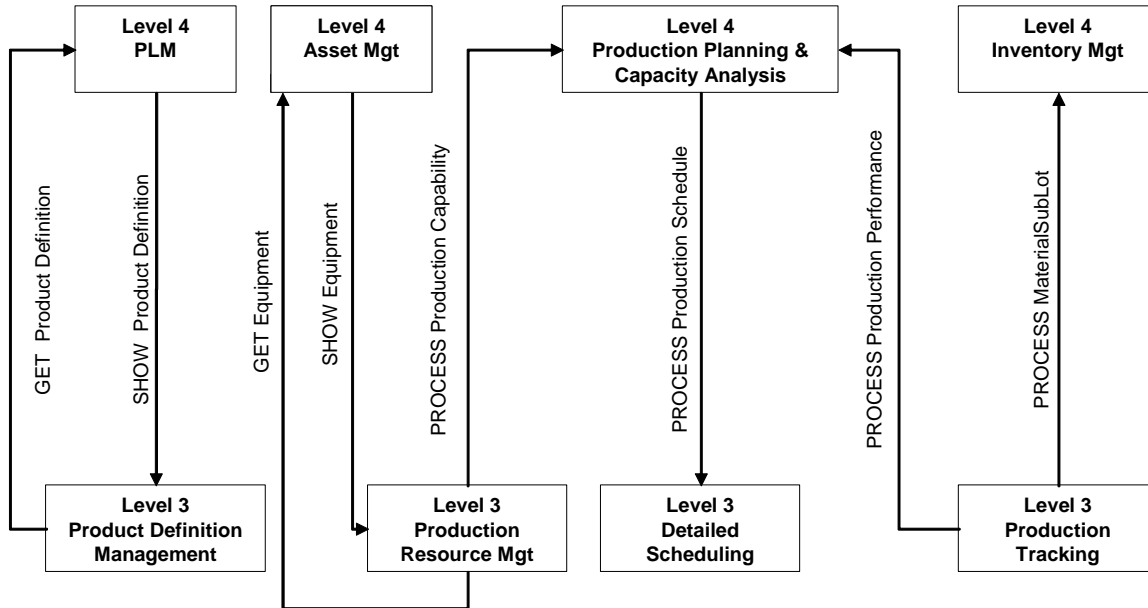 Level 4
PLM
Level 4
Asset Mgt
Level 4
Production Planning &
Capacity Analysis
Level 4
Inventory Mgt
GET  Product Definition
SHOW  Product Definition
GET Equipment
SHOW Equipment
PROCESS Production Capability
PROCESS Production Schedule
PROCESS Production Performance
PROCESS MaterialSubLot
Level 3
Product Definition
Management
Level 3
Production
Resource Mgt
Level 3
Detailed
Scheduling
Level 3
Production
Tracking